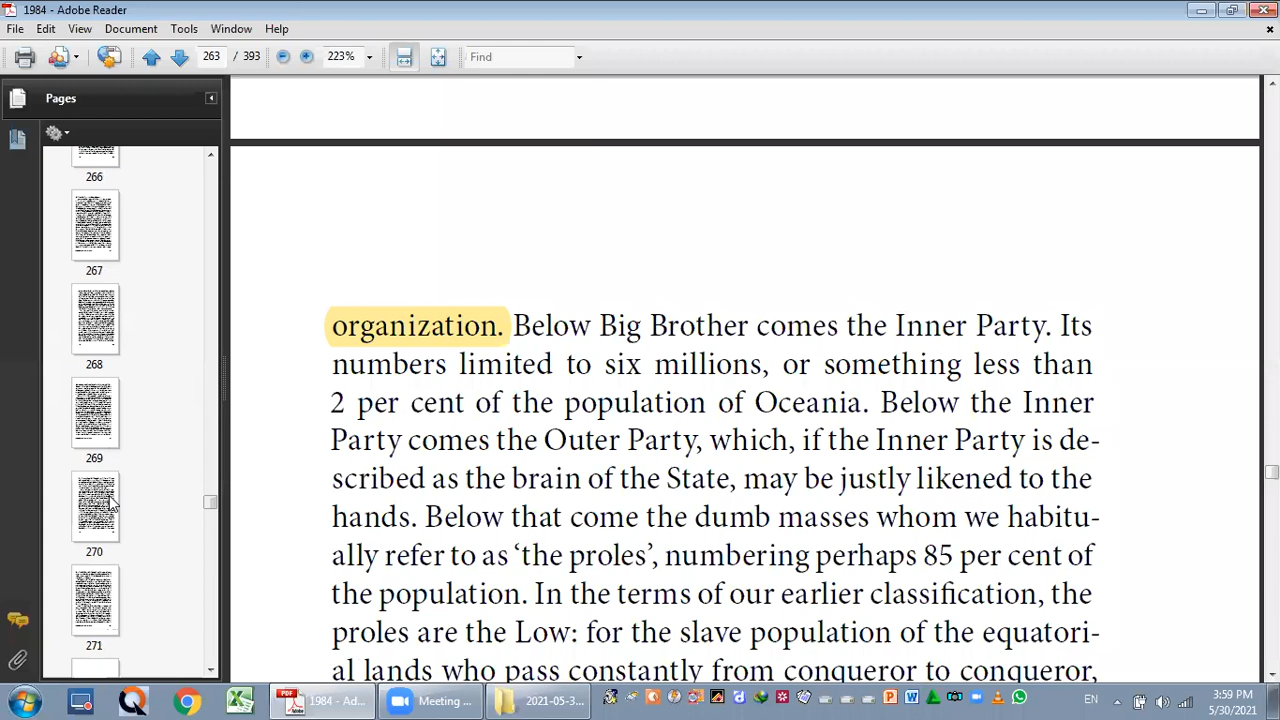 1984 - Adobe Reader
File Edit View Document Tools Window Help
263 / 393 223% Find
Pages
266
267
268
269
270
271
organization. Below Big Brother comes the Inner Party. Its
numbers limited to six millions, or something less than
2 per cent of the population of Oceania. Below the Inner
Party comes the Outer Party, which, if the Inner Party is de-
scribed as the brain of the State, may be justly likened to the
hands. Below that come the dumb masses whom we habitu-
ally refer to as ‘the proles’, numbering perhaps 85 per cent of
the population. In the terms of our earlier classification, the
proles are the Low: for the slave population of the equatori-
al lands who pass constantly from conqueror to conqueror,
1984 - Ad... Meeting ... 2021-05-3... EN 3:59 PM
5/30/2021